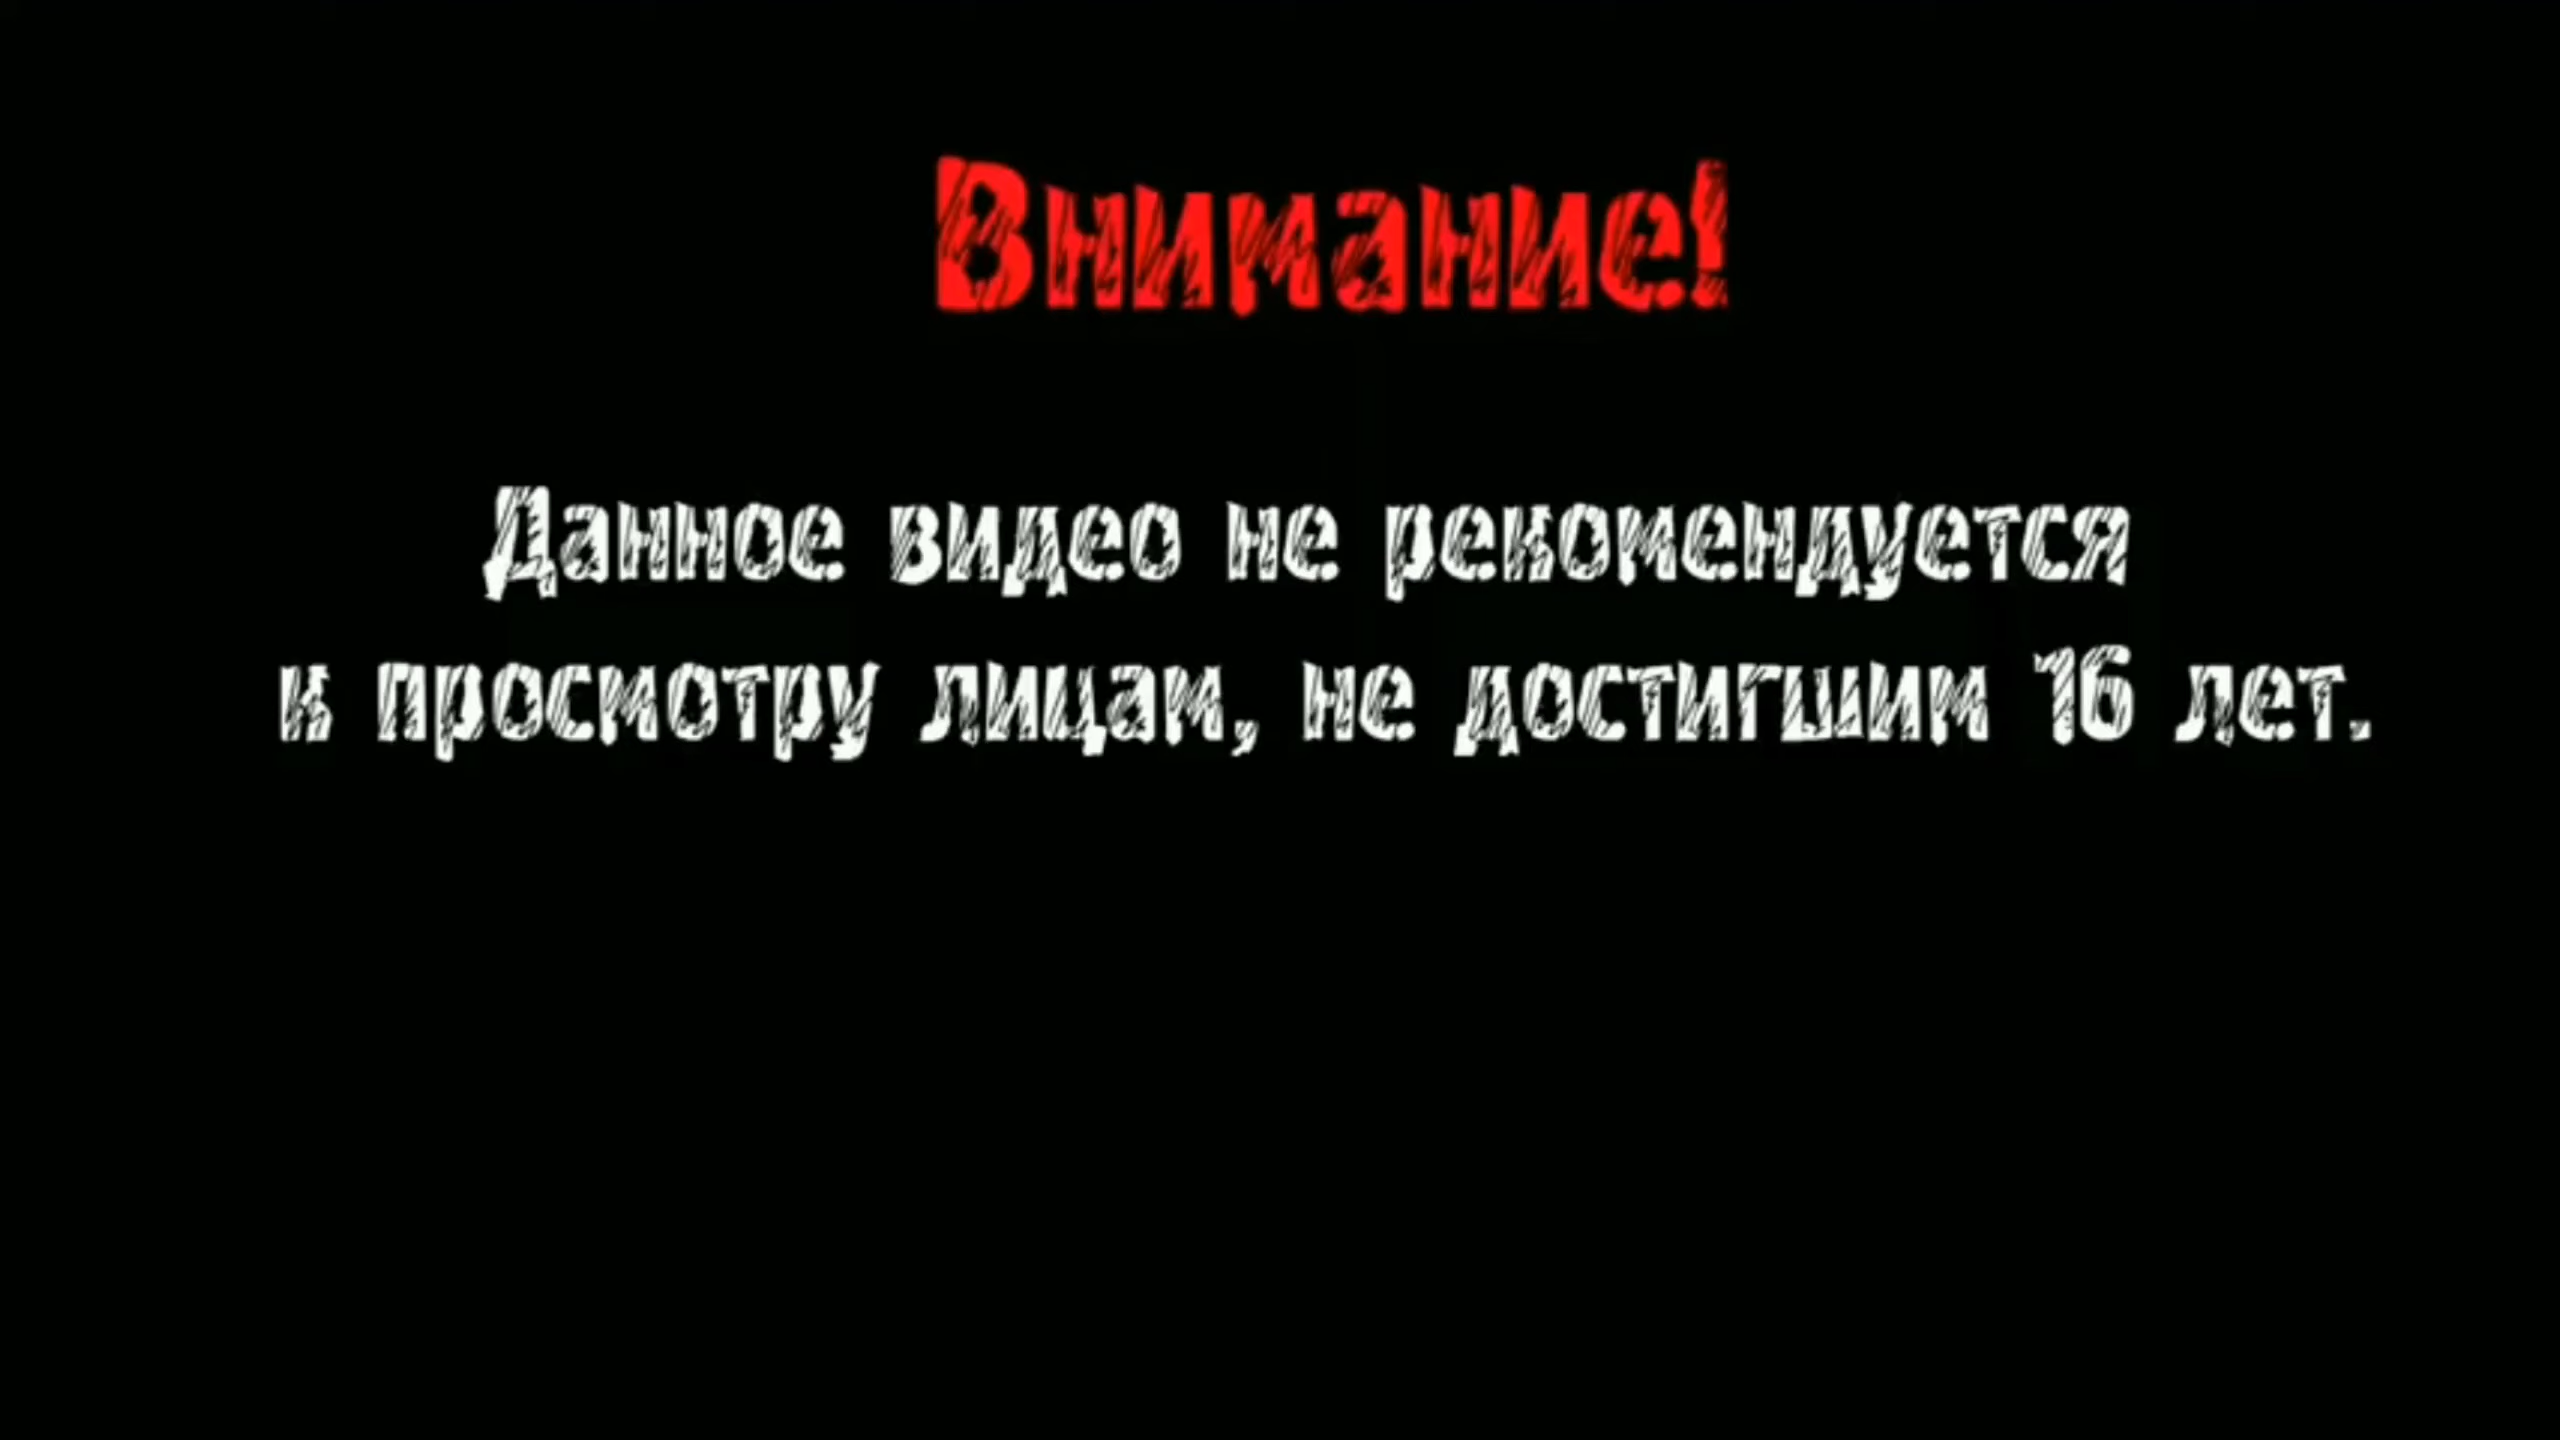 Внимание!
Данное видео не рекомендуется
к просмотру лицам, не достигшим 16 лет.